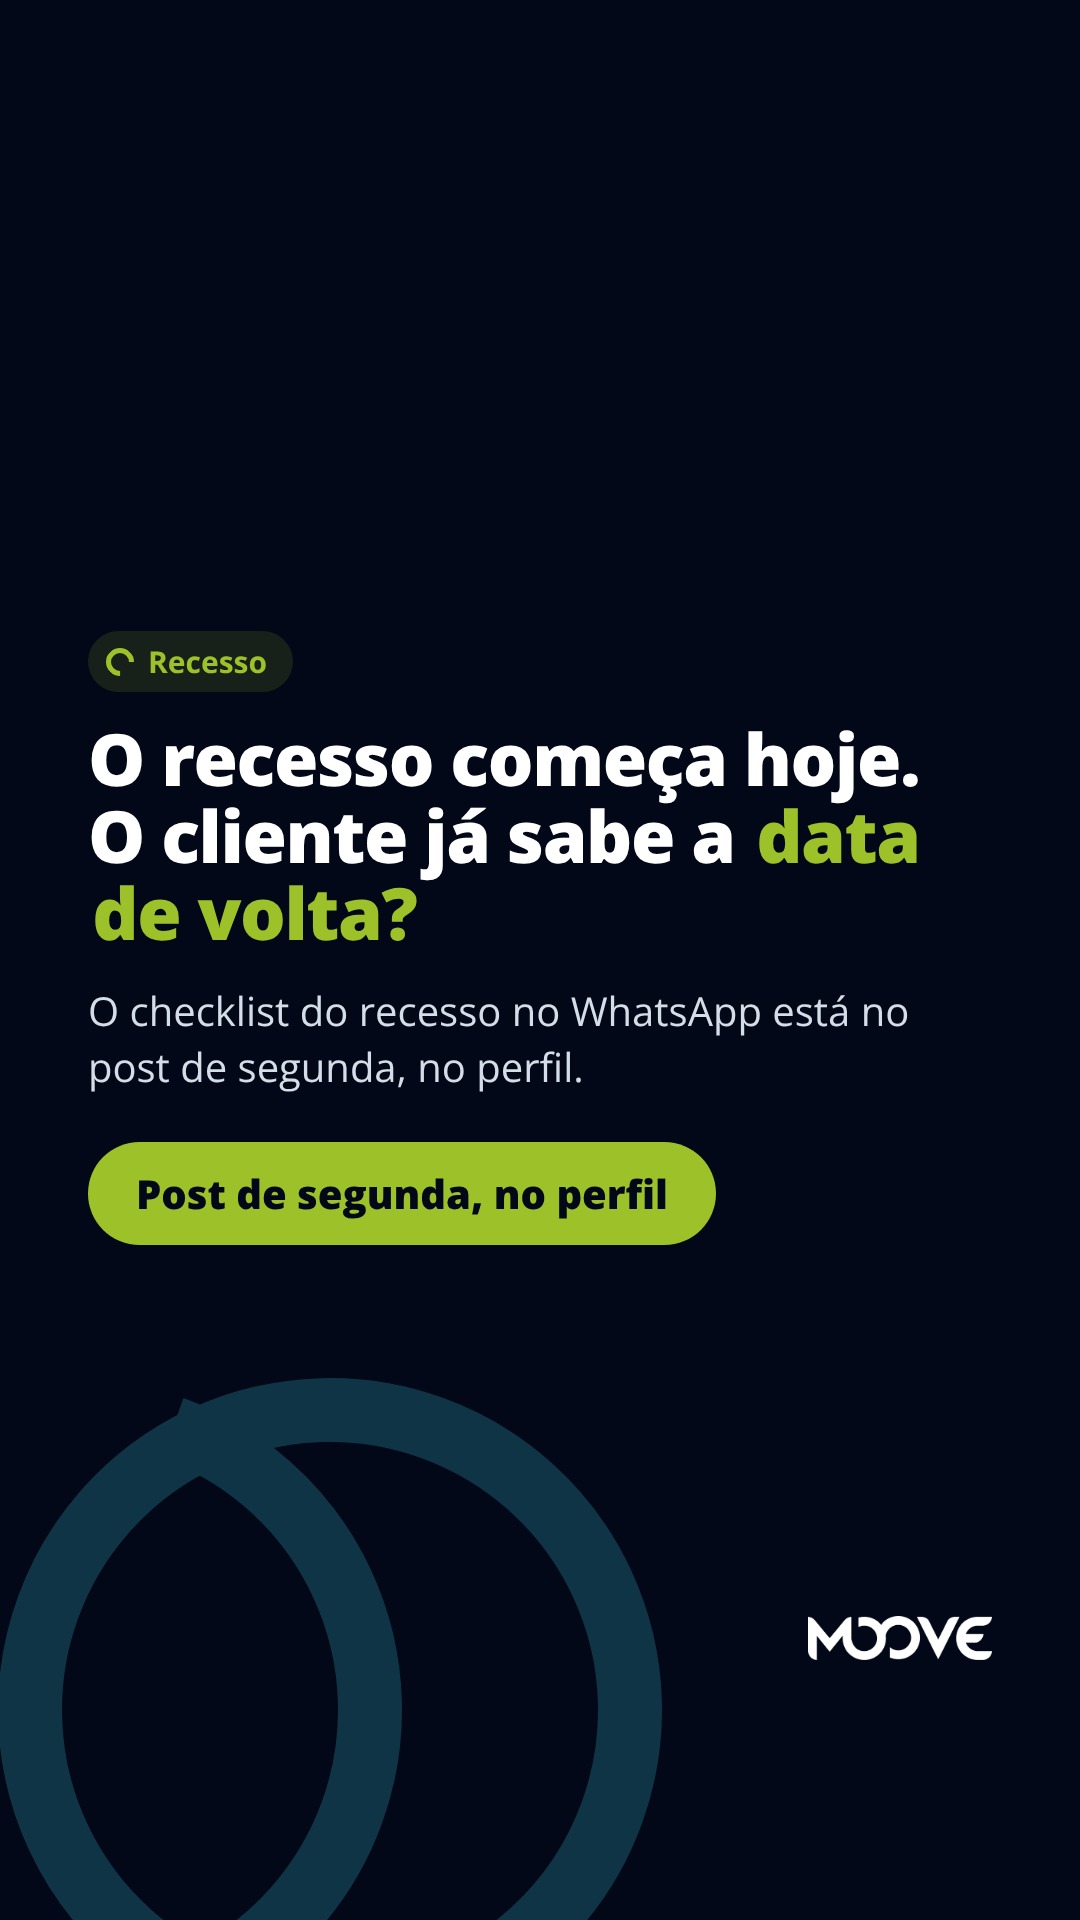 Recesso
O recesso começa hoje.
O cliente já sabe a data
de volta?
O checklist do recesso no WhatsApp está no
post de segunda, no perfil.
Post de segunda, no perfil
MOOVE